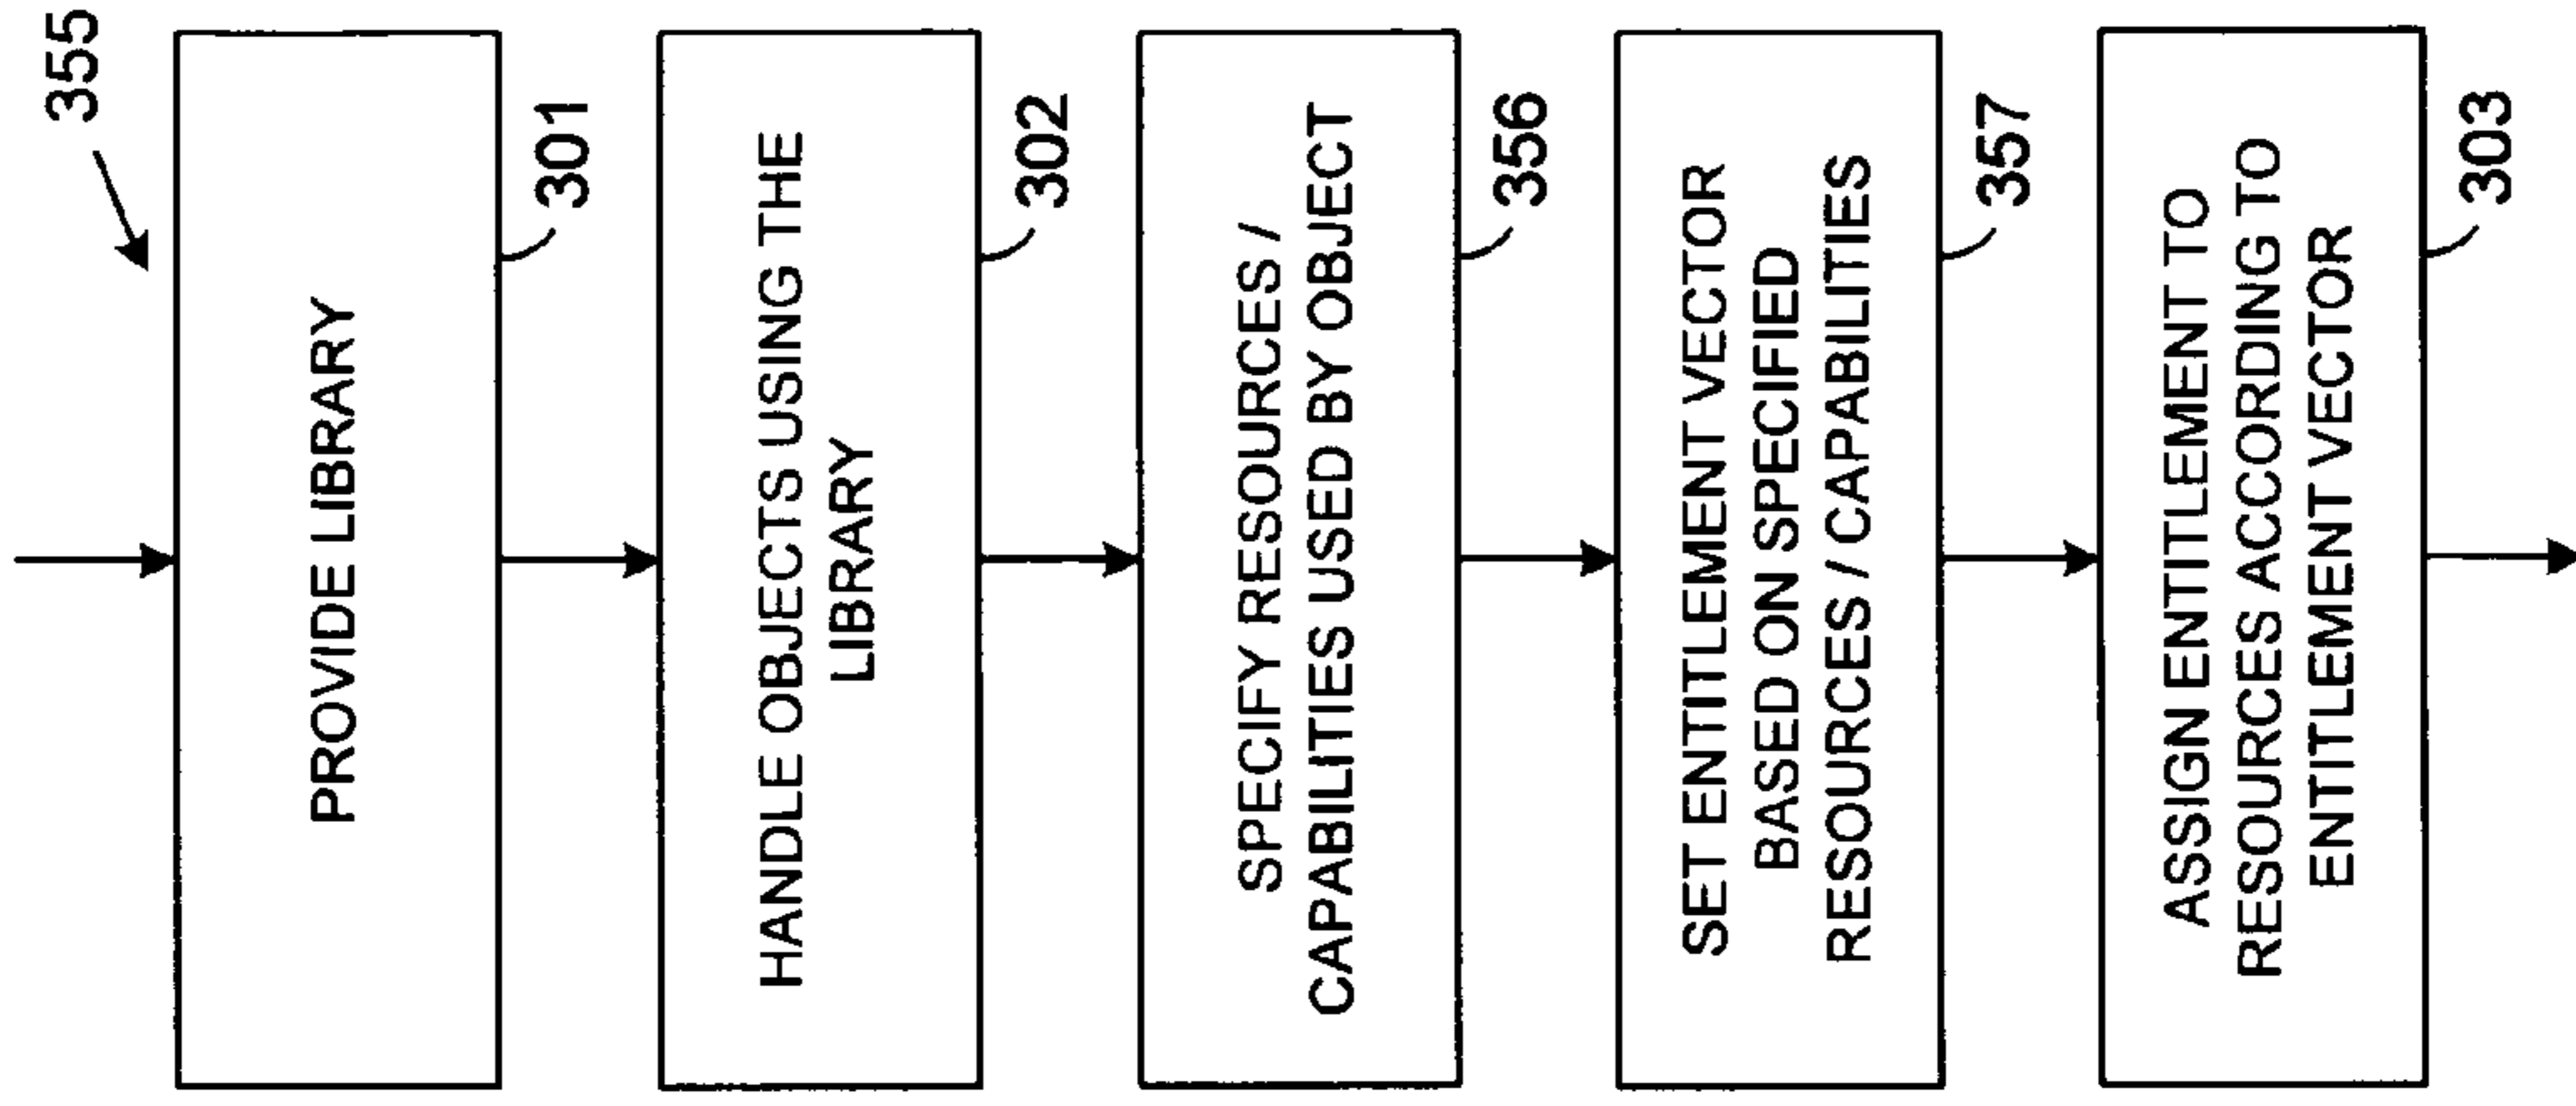 355
PROVIDE LIBRARY
301
HANDLE OBJECTS USING THE
LIBRARY
302
SPECIFY RESOURCES /
CAPABILITIES USED BY OBJECT
356
SET ENTITLEMENT VECTOR
BASED ON SPECIFIED
RESOURCES / CAPABILITIES
357
ASSIGN ENTITLEMENT TO
RESOURCES ACCORDING TO
ENTITLEMENT VECTOR
303